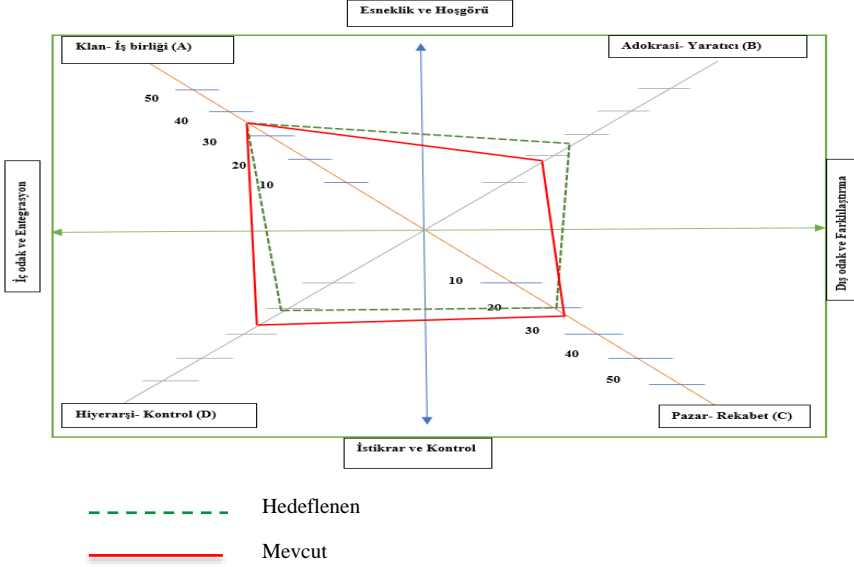 Esneklik ve Hoşgörü
Klan- İş birliği (A)
Adokrasi- Yaratıcı (B)
50
40
30
20
10
İç odak ve Entegrasyon
Dış odak ve Farklılaştırma
10
20
30
40
50
Hiyerarşi- Kontrol (D)
Pazar- Rekabet (C)
İstikrar ve Kontrol
Hedeflenen
Mevcut